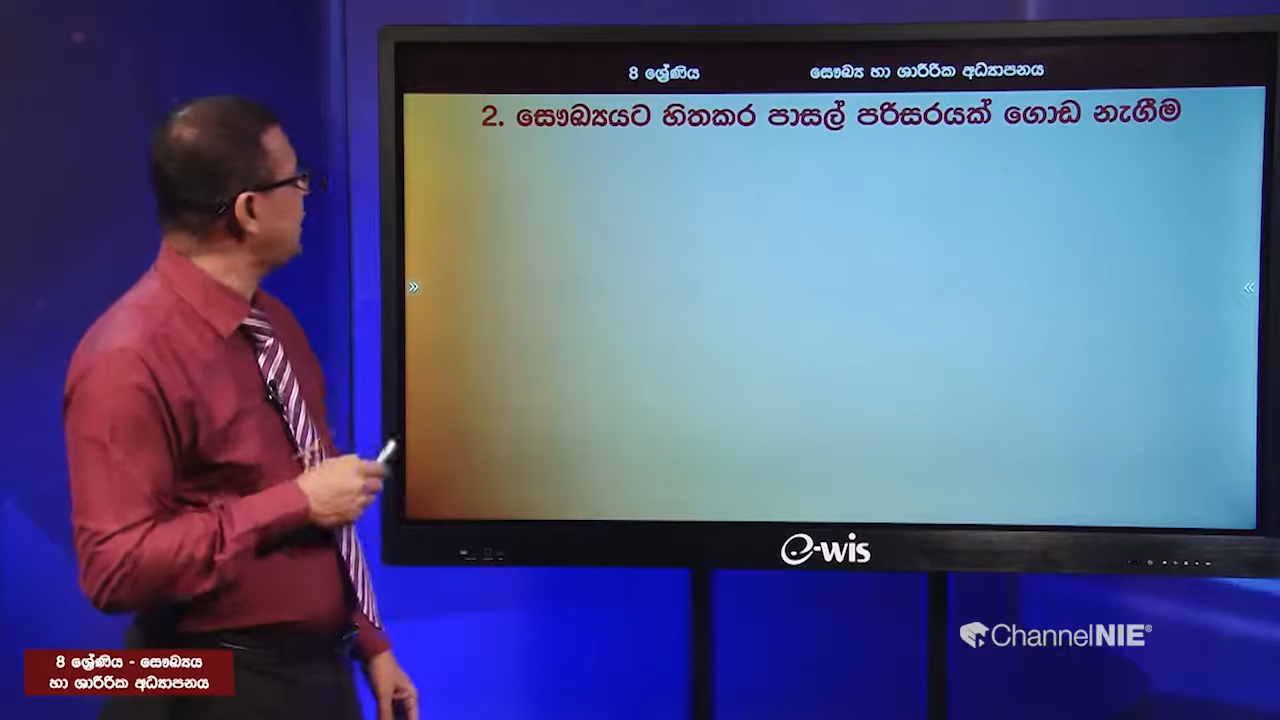 8 ශ්‍රේණිය සෞඛ්‍ය හා ශාරීරික අධ්‍යාපනය
2. සෞඛ්‍යයට හිතකර පාසල් පරිසරයක් ගොඩ නැගීම
e-wis
ChannelNIE®
8 ශ්‍රේණිය - සෞඛ්‍යය
හා ශාරීරික අධ්‍යාපනය